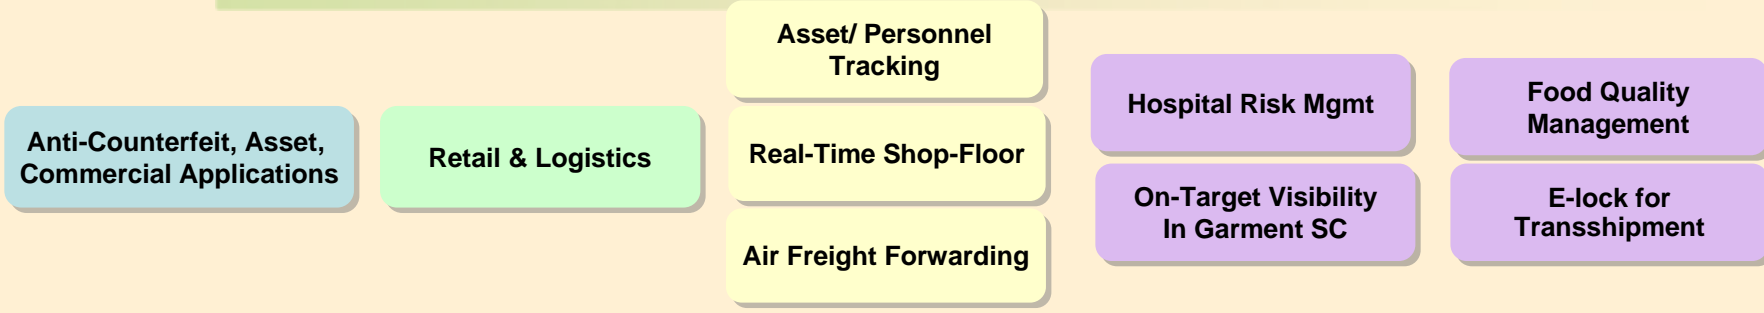 Anti-Counterfeit, Asset,
Commercial Applications
Retail & Logistics
Asset/ Personnel
Tracking
Real-Time Shop-Floor
Air Freight Forwarding
Hospital Risk Mgmt
On-Target Visibility
In Garment SC
Food Quality
Management
E-lock for
Transshipment